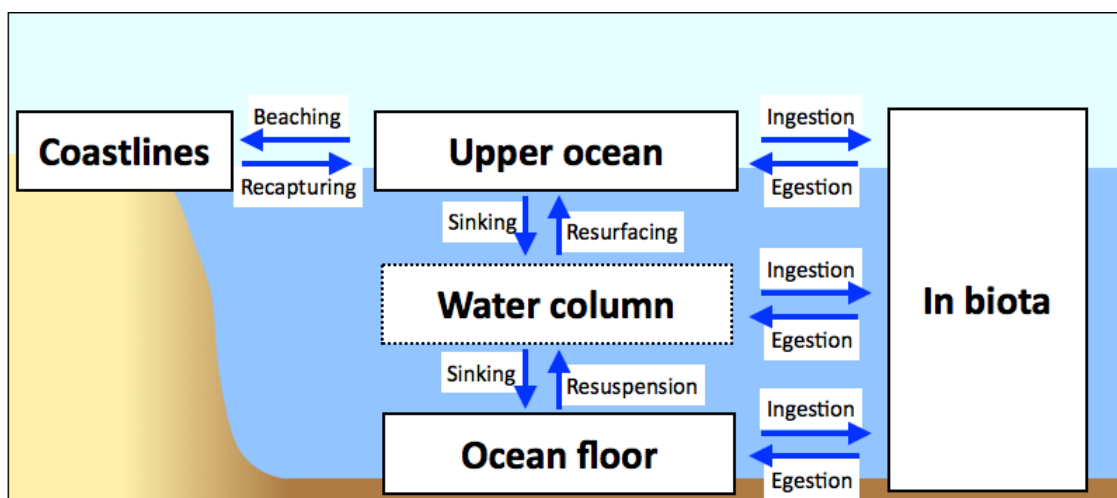 Beaching
Ingestion
Coastlines
Upper ocean
Recapturing
Egestion
Sinking
Resurfacing
Ingestion
Water column
In biota
Egestion
Sinking
Resuspension
Ingestion
Ocean floor
Egestion